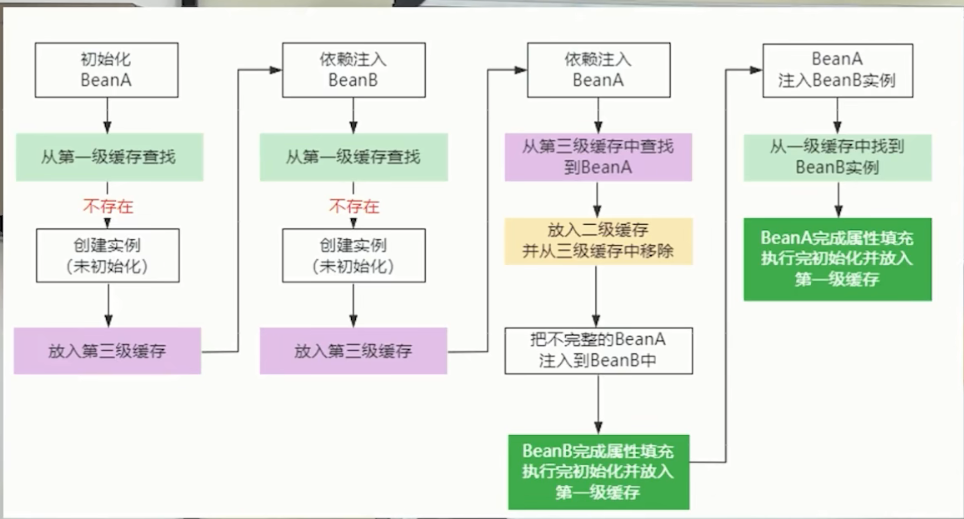 初始化
BeanA
从第一级缓存查找
不存在
创建实例
（未初始化）
放入第三级缓存
依赖注入
BeanB
从第一级缓存查找
不存在
创建实例
（未初始化）
放入第三级缓存
依赖注入
BeanA
从第三级缓存中查找
到BeanA
放入二级缓存
并从三级缓存中移除
把不完整的BeanA
注入到BeanB中
BeanB完成属性填充
执行完初始化并放入
第一级缓存
BeanA
注入BeanB实例
从一级缓存中找到
BeanB实例
BeanA完成属性填充
执行完初始化并放入
第一级缓存